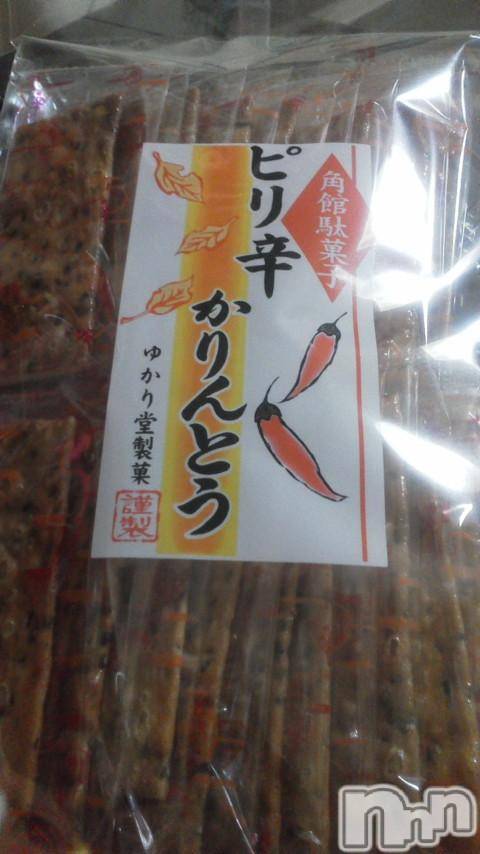 角館駄菓子
ピリ辛
かりんとう
ゆかり堂製菓
謹製
nnn